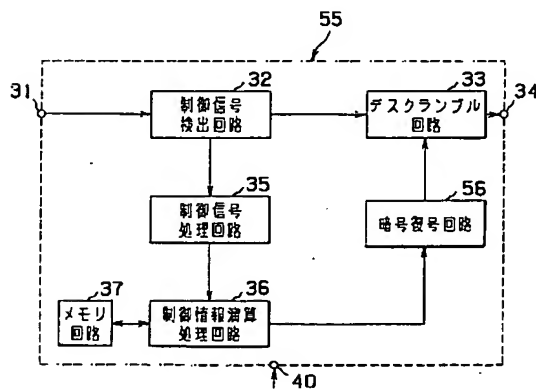 55
31
32
制御信号
検出回路
33
デスクランブル
回路
34
35
制御信号
処理回路
56
暗号復号回路
37
メモリ
回路
36
制御情報演算
処理回路
40